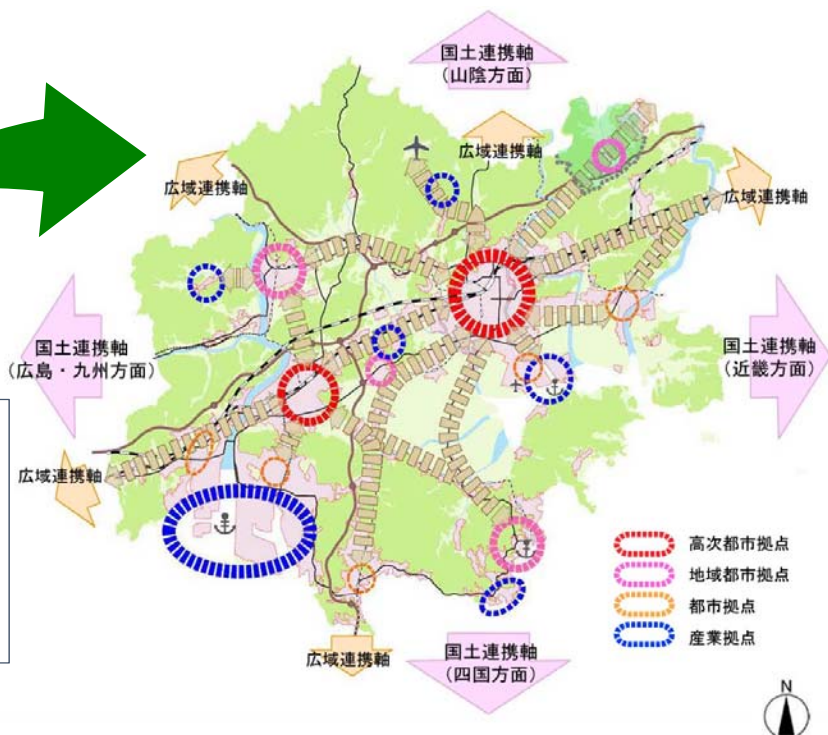 国土連携軸
(山陰方面)
広域連携軸
広域連携軸
広域連携軸
国土連携軸
(広島・九州方面)
国土連携軸
(近畿方面)
広域連携軸
高次都市拠点
地域都市拠点
都市拠点
産業拠点
広域連携軸
国土連携軸
(四国方面)
N